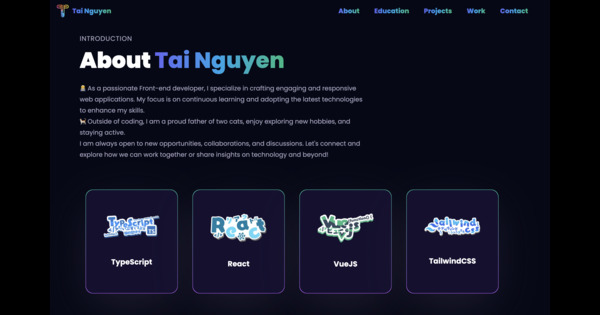 Tai Nguyen
About Education Projects Work Contact
INTRODUCTION
About Tai Nguyen
As a passionate Front-end developer, I specialize in crafting engaging and responsive
web applications. My focus is on continuous learning and adopting the latest technologies
to enhance my skills.
Outside of coding, I am a proud father of two cats, enjoy exploring new hobbies, and
staying active.
I am always open to new opportunities, collaborations, and discussions. Let's connect and
explore how we can work together or share insights on technology and beyond!
TypeScript
React
Vuejs
tailwind
TypeScript
React
VueJS
TailwindCSS